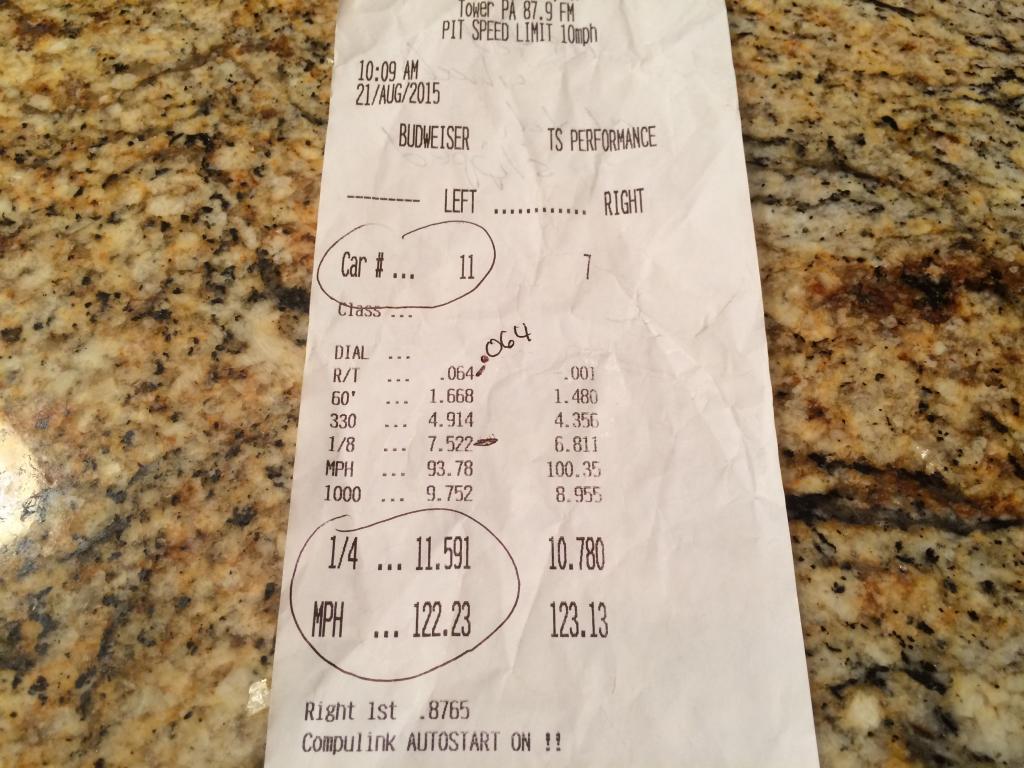 Tower PA 87.9 FM
PIT SPEED LIMIT 10mph
10:09 AM
21/AUG/2015
BUDWEISER TS PERFORMANCE
--------- LEFT ............ RIGHT
Car # ... 11 7
Class ...
.064
DIAL ...
R/T ... .064 -.001
60' ... 1.668 1.480
330 ... 4.914 4.356
1/8 ... 7.522 6.811
MPH ... 93.78 100.35
1000 ... 9.752 8.955
1/4 ... 11.591 10.780
MPH ... 122.23 123.13
Right 1st .8765
Compulink AUTOSTART ON !!